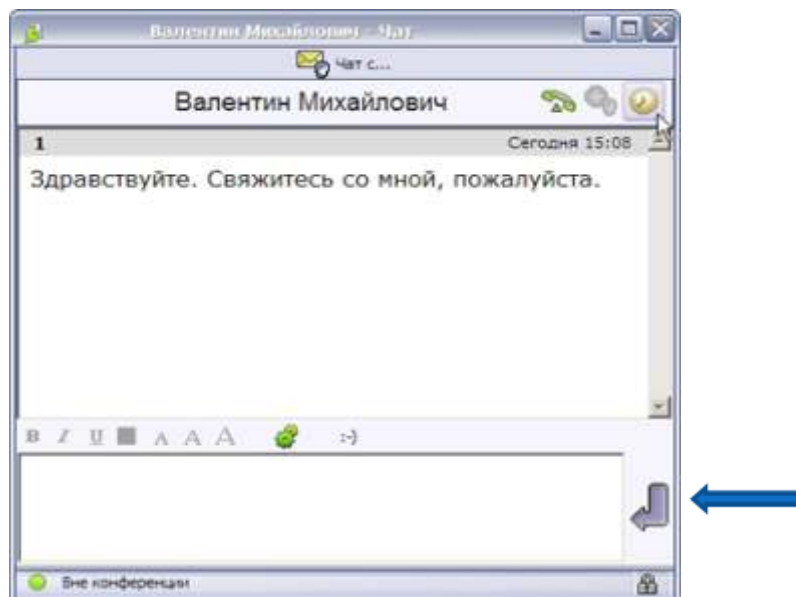 Валентин Михайлович - Чат
Чат с...
Валентин Михайлович
1 Сегодня 15:08
Здравствуйте. Свяжитесь со мной, пожалуйста.
B I U A A A :-)
Вне конференции